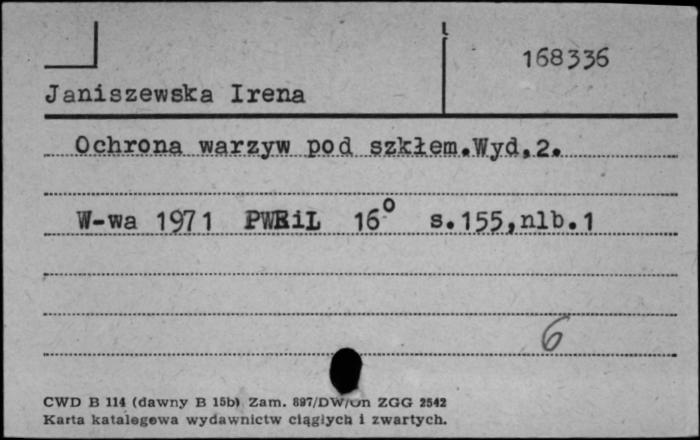 168336
Janiszewska Irena
Ochrona warzyw pod szkłem.Wyd.2.
W-wa 1971 PWRiL 16° s.155,nlb.1
6
CWD B 114 (dawny B 15b) Zam. 897/DW/On ZGG 2542
Karta katalogowa wydawnictw ciągłych i zwartych.